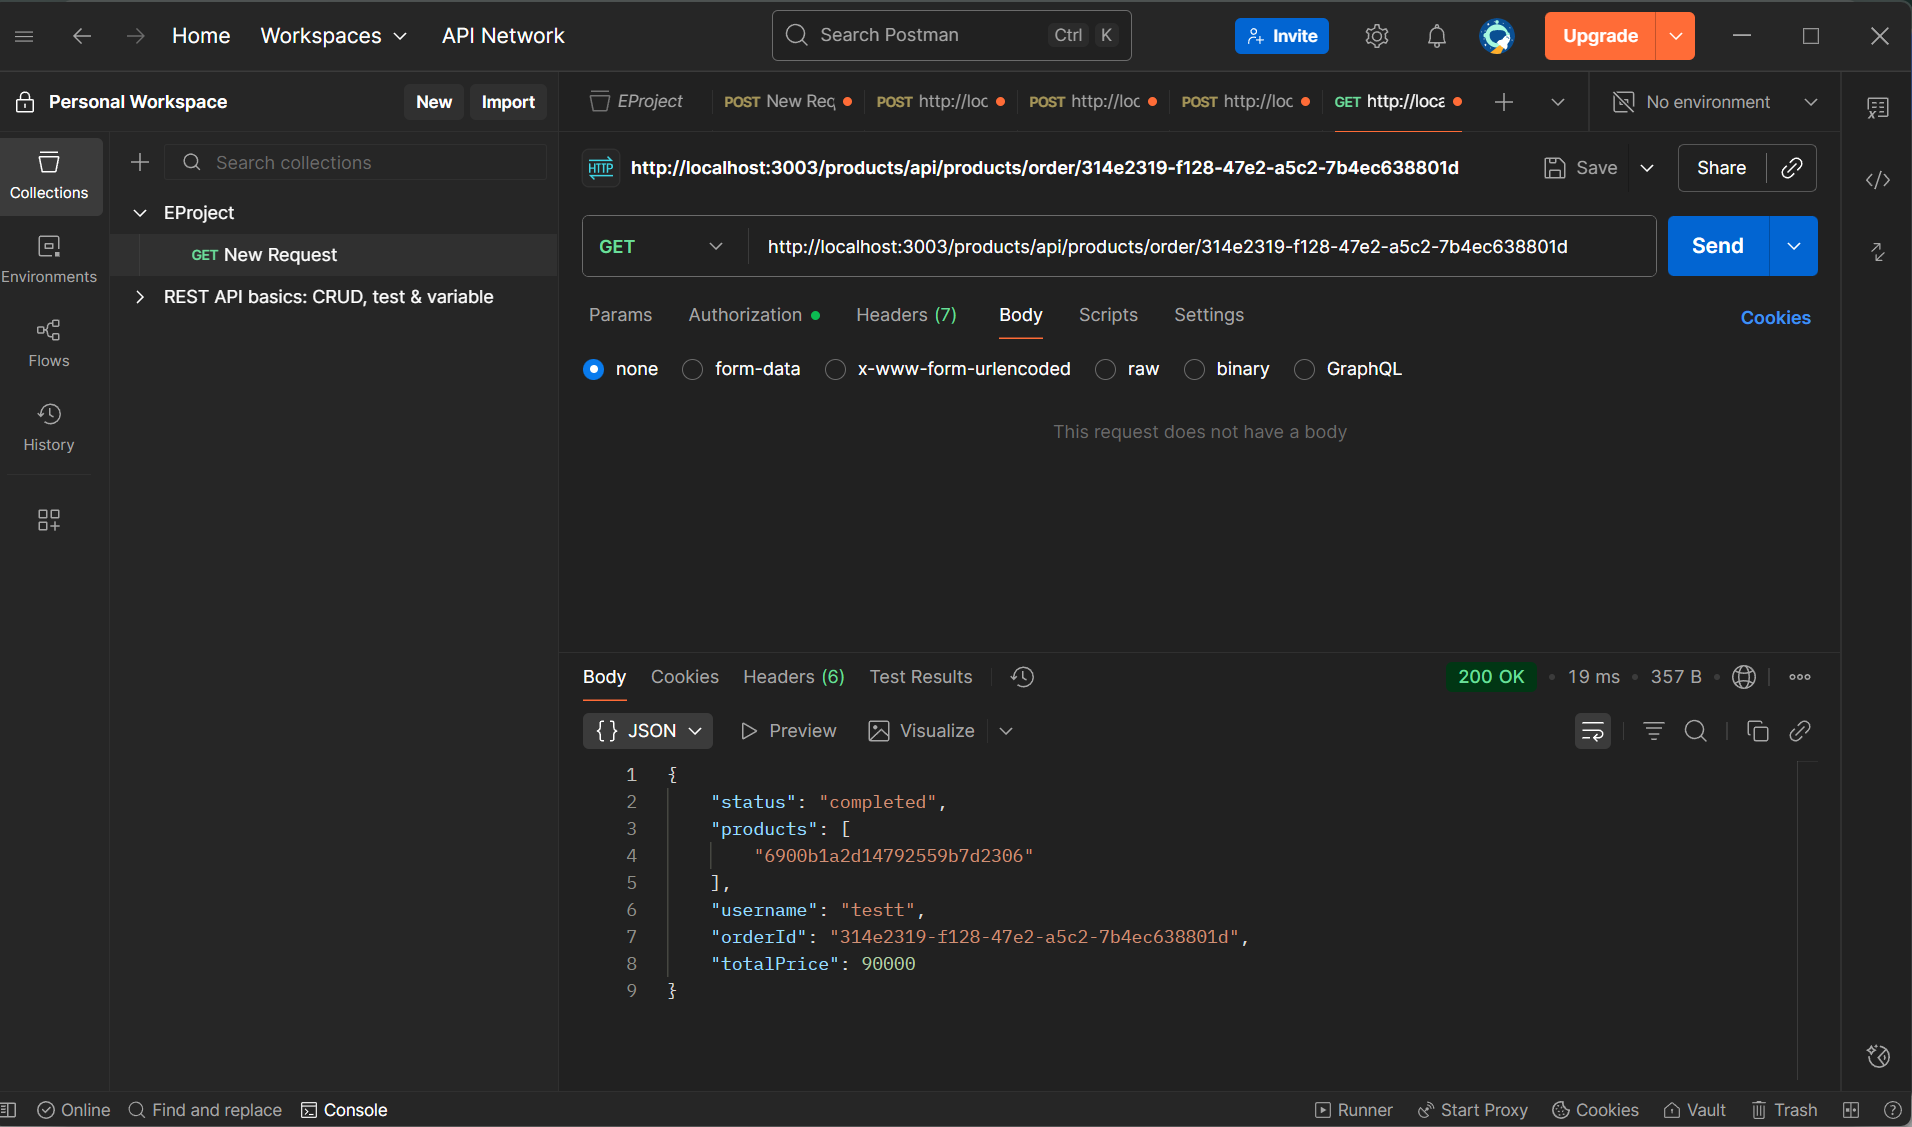 Home Workspaces API Network Search Postman Ctrl K Invite Upgrade
Personal Workspace New Import EProject POST New Req POST http://loc POST http://loc POST http://loc GET http://loca No environment
Search collections
Collections
Environments
Flows
History
EProject
GET New Request
REST API basics: CRUD, test & variable
HTTP http://localhost:3003/products/api/products/order/314e2319-f128-47e2-a5c2-7b4ec638801d Save Share
GET http://localhost:3003/products/api/products/order/314e2319-f128-47e2-a5c2-7b4ec638801d Send
Params Authorization Headers (7) Body Scripts Settings Cookies
none form-data x-www-form-urlencoded raw binary GraphQL
This request does not have a body
Body Cookies Headers (6) Test Results 200 OK • 19 ms • 357 B •
{} JSON Preview Visualize
1 {
2 "status": "completed",
3 "products": [
4 "6900b1a2d14792559b7d2306"
5 ],
6 "username": "testt",
7 "orderId": "314e2319-f128-47e2-a5c2-7b4ec638801d",
8 "totalPrice": 90000
9 }
Online Find and replace Console Runner Start Proxy Cookies Vault Trash